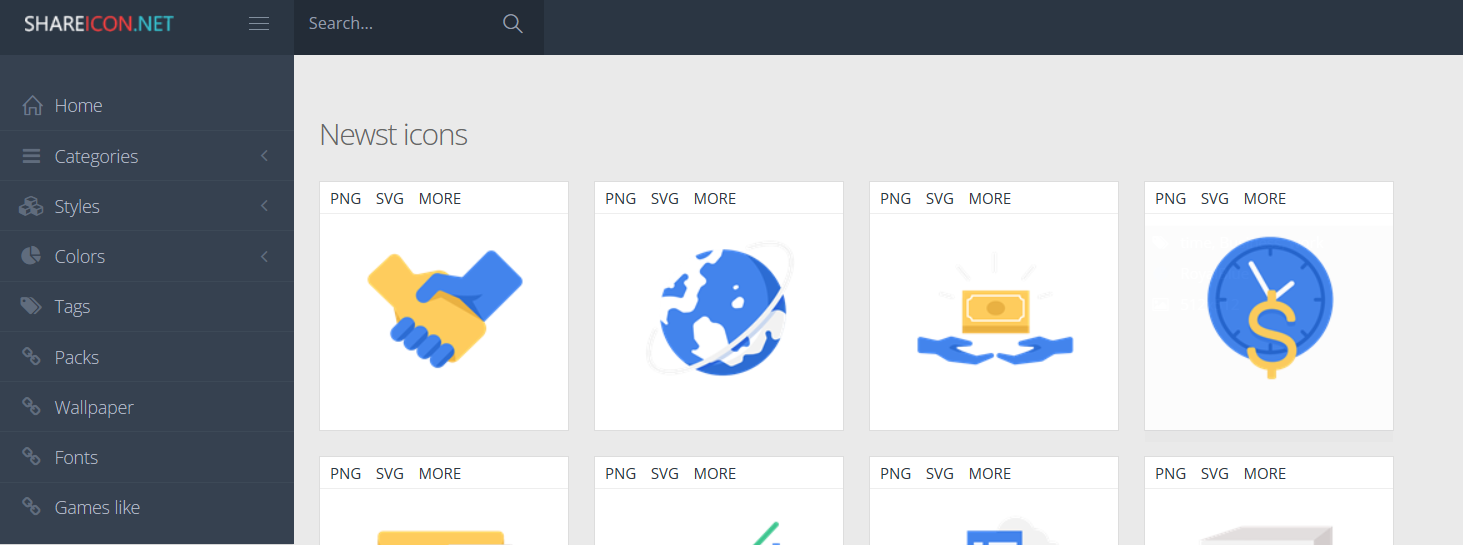 SHAREICON.NET
Search...
Home
Categories
Styles
Colors
Tags
Packs
Wallpaper
Fonts
Games like
Newst icons
PNG SVG MORE
PNG SVG MORE
PNG SVG MORE
PNG SVG MORE
$
PNG SVG MORE
PNG SVG MORE
PNG SVG MORE
PNG SVG MORE